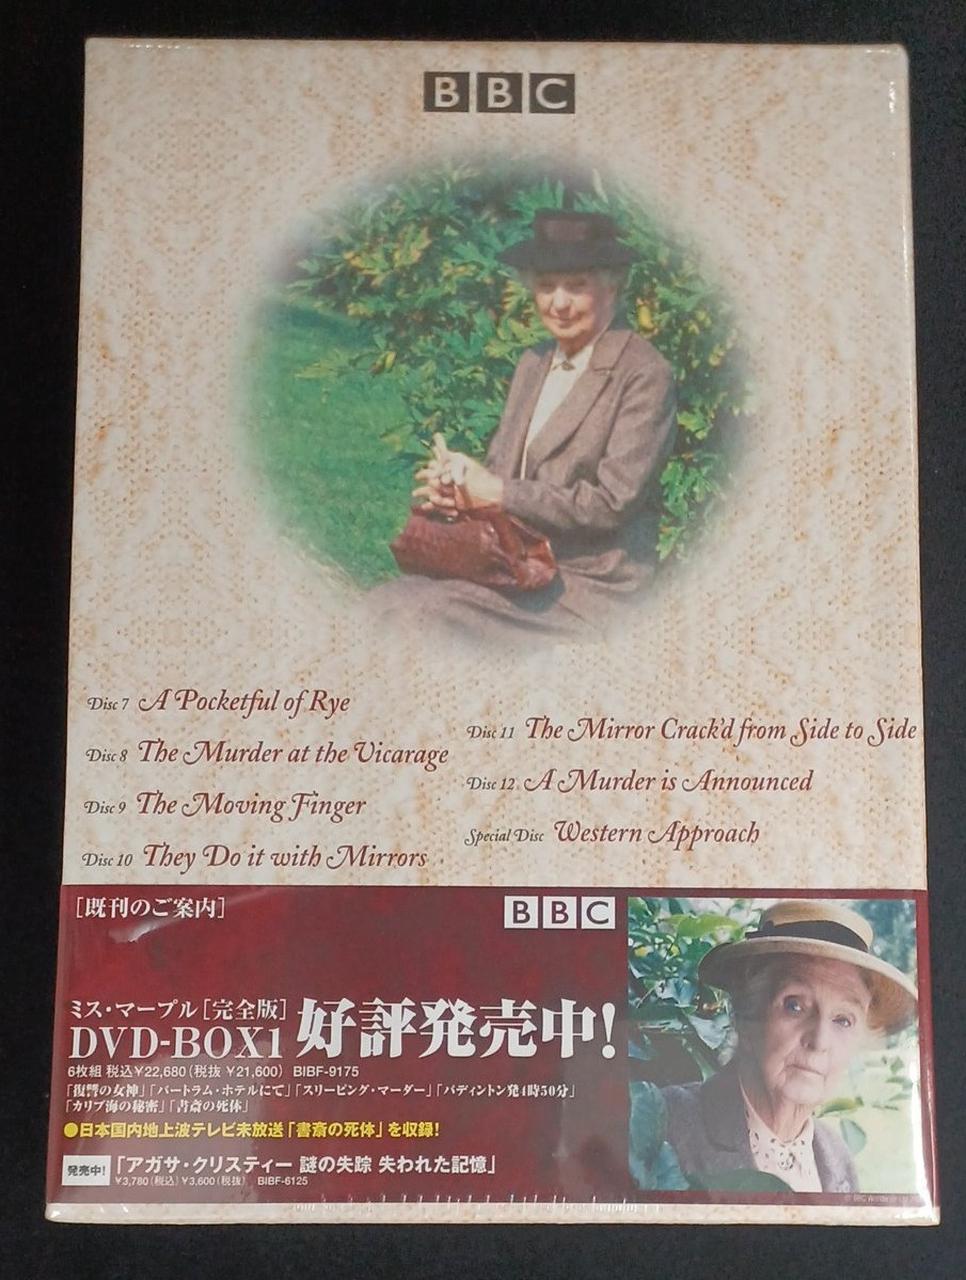 BBC
Disc 7 A Pocketful of Rye
Disc 8 The Murder at the Vicarage
Disc 9 The Moving Finger
Disc 10 They Do it with Mirrors
Disc 11 The Mirror Crack'd from Side to Side
Disc 12 A Murder is Announced
Special Disc Western Approach
[既刊のご案内]
BBC
ミス・マープル[完全版]
DVD-BOX1 好評発売中!
6枚組 税込¥22,680(税抜 ¥21,600) BIBF-9175
「復讐の女神」「バートラム・ホテルにて」「スリーピング・マーダー」「パディントン発4時50分」
「カリブ海の秘密」「書斎の死体」
●日本国内地上波テレビ未放送「書斎の死体」を収録!
発売中! 「アガサ・クリスティー 謎の失踪 失われた記憶」
¥3,780(税込) ¥3,600(税抜) BIBF-6125